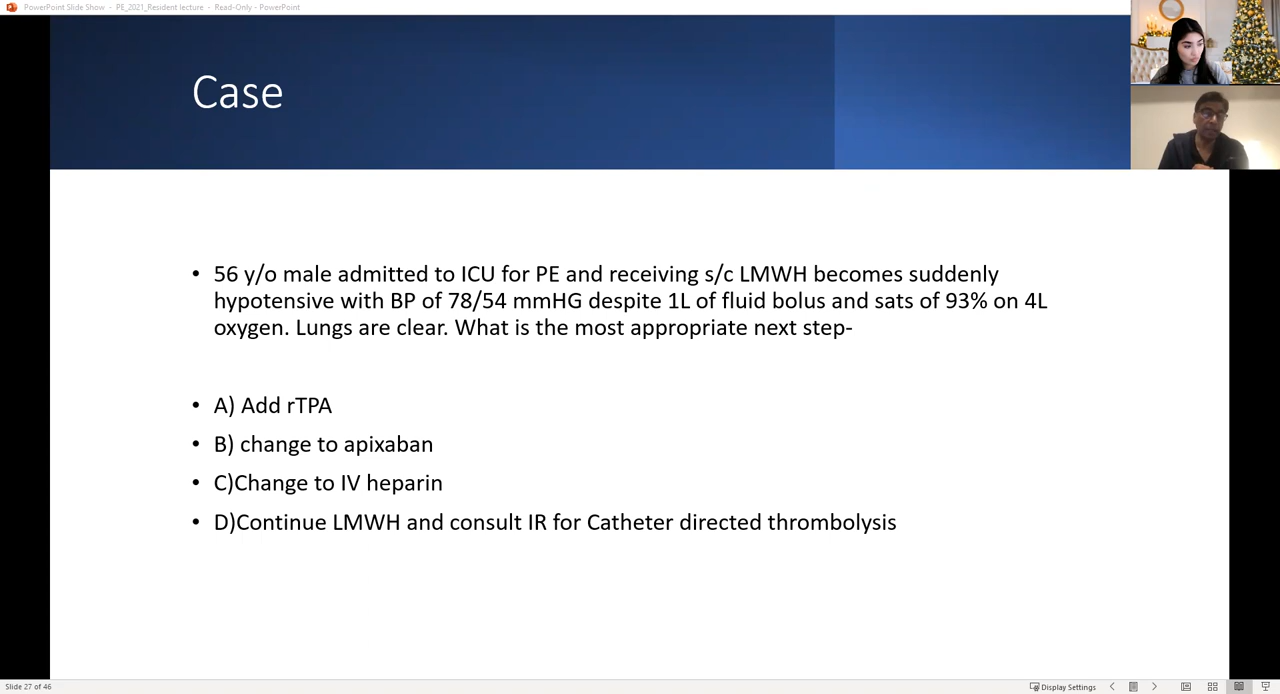 PowerPoint Slide Show - PE_2021_Resident lecture - Read-Only - PowerPoint
Case
• 56 y/o male admitted to ICU for PE and receiving s/c LMWH becomes suddenly
hypotensive with BP of 78/54 mmHG despite 1L of fluid bolus and sats of 93% on 4L
oxygen. Lungs are clear. What is the most appropriate next step-
• A) Add rTPA
• B) change to apixaban
• C)Change to IV heparin
• D)Continue LMWH and consult IR for Catheter directed thrombolysis
Slide 27 of 46
Display Settings